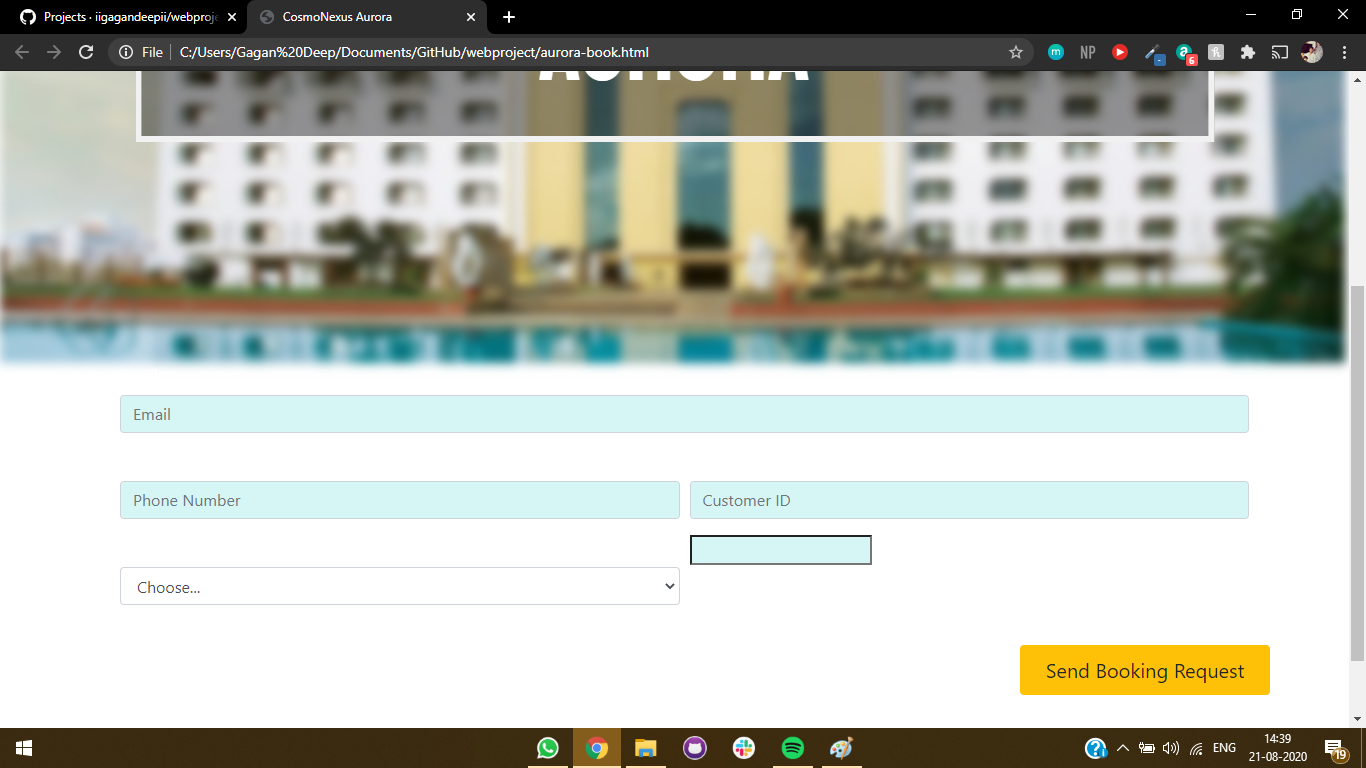 Projects · iigagandeepii/webproje
CosmoNexus Aurora
File
C:/Users/Gagan%20Deep/Documents/GitHub/webproject/aurora-book.html
m
NP
-
a
6
AURORA
Email
Phone Number
Customer ID
Choose...
Send Booking Request
ENG
14:39
21-08-2020
19